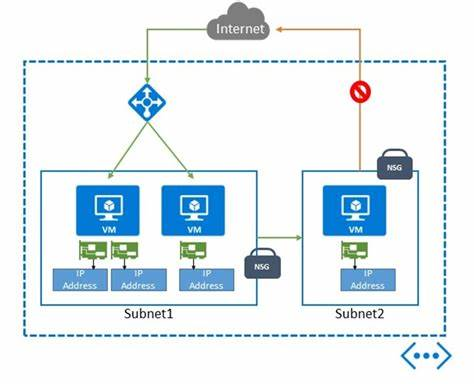 Internet
NSG
VM
VM
VM
IP
Address
IP
Address
IP
Address
IP
Address
NSG
Subnet1
Subnet2